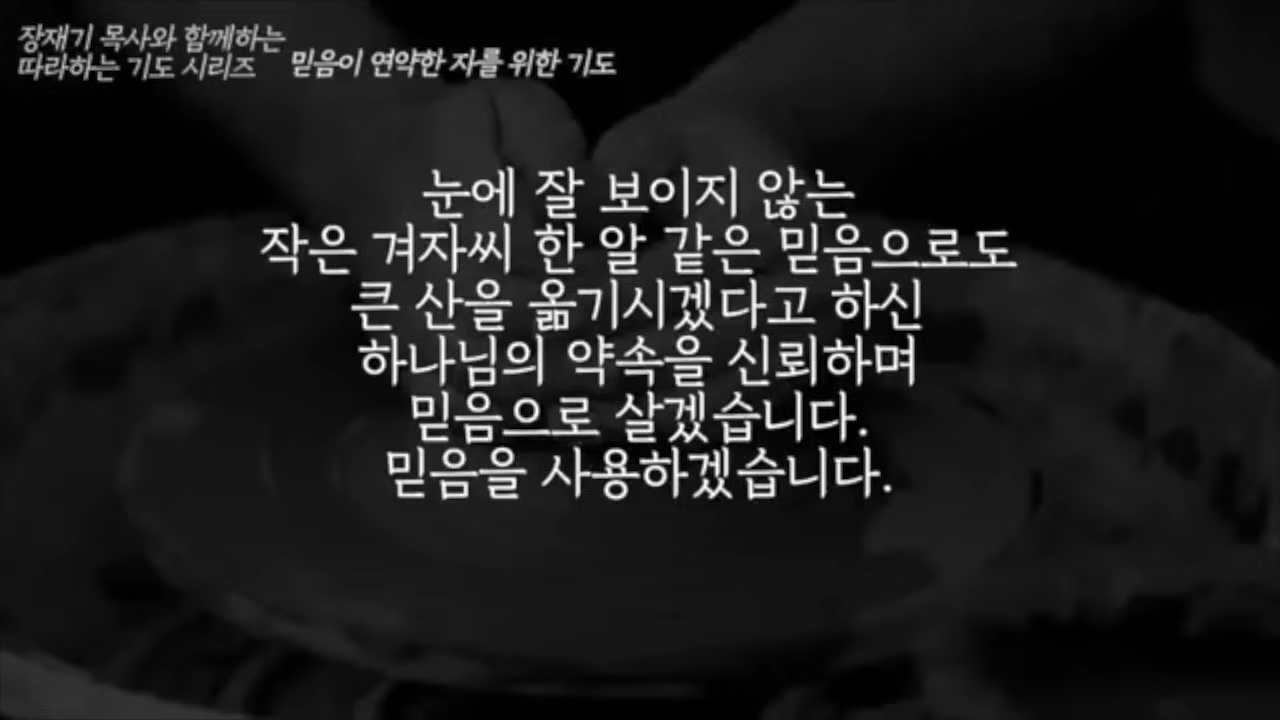 장재기 목사와 함께하는
따라하는 기도 시리즈 믿음이 연약한 자를 위한 기도
눈에 잘 보이지 않는
작은 겨자씨 한 알 같은 믿음으로도
큰 산을 옮기시겠다고 하신
하나님의 약속을 신뢰하며
믿음으로 살겠습니다.
믿음을 사용하겠습니다.